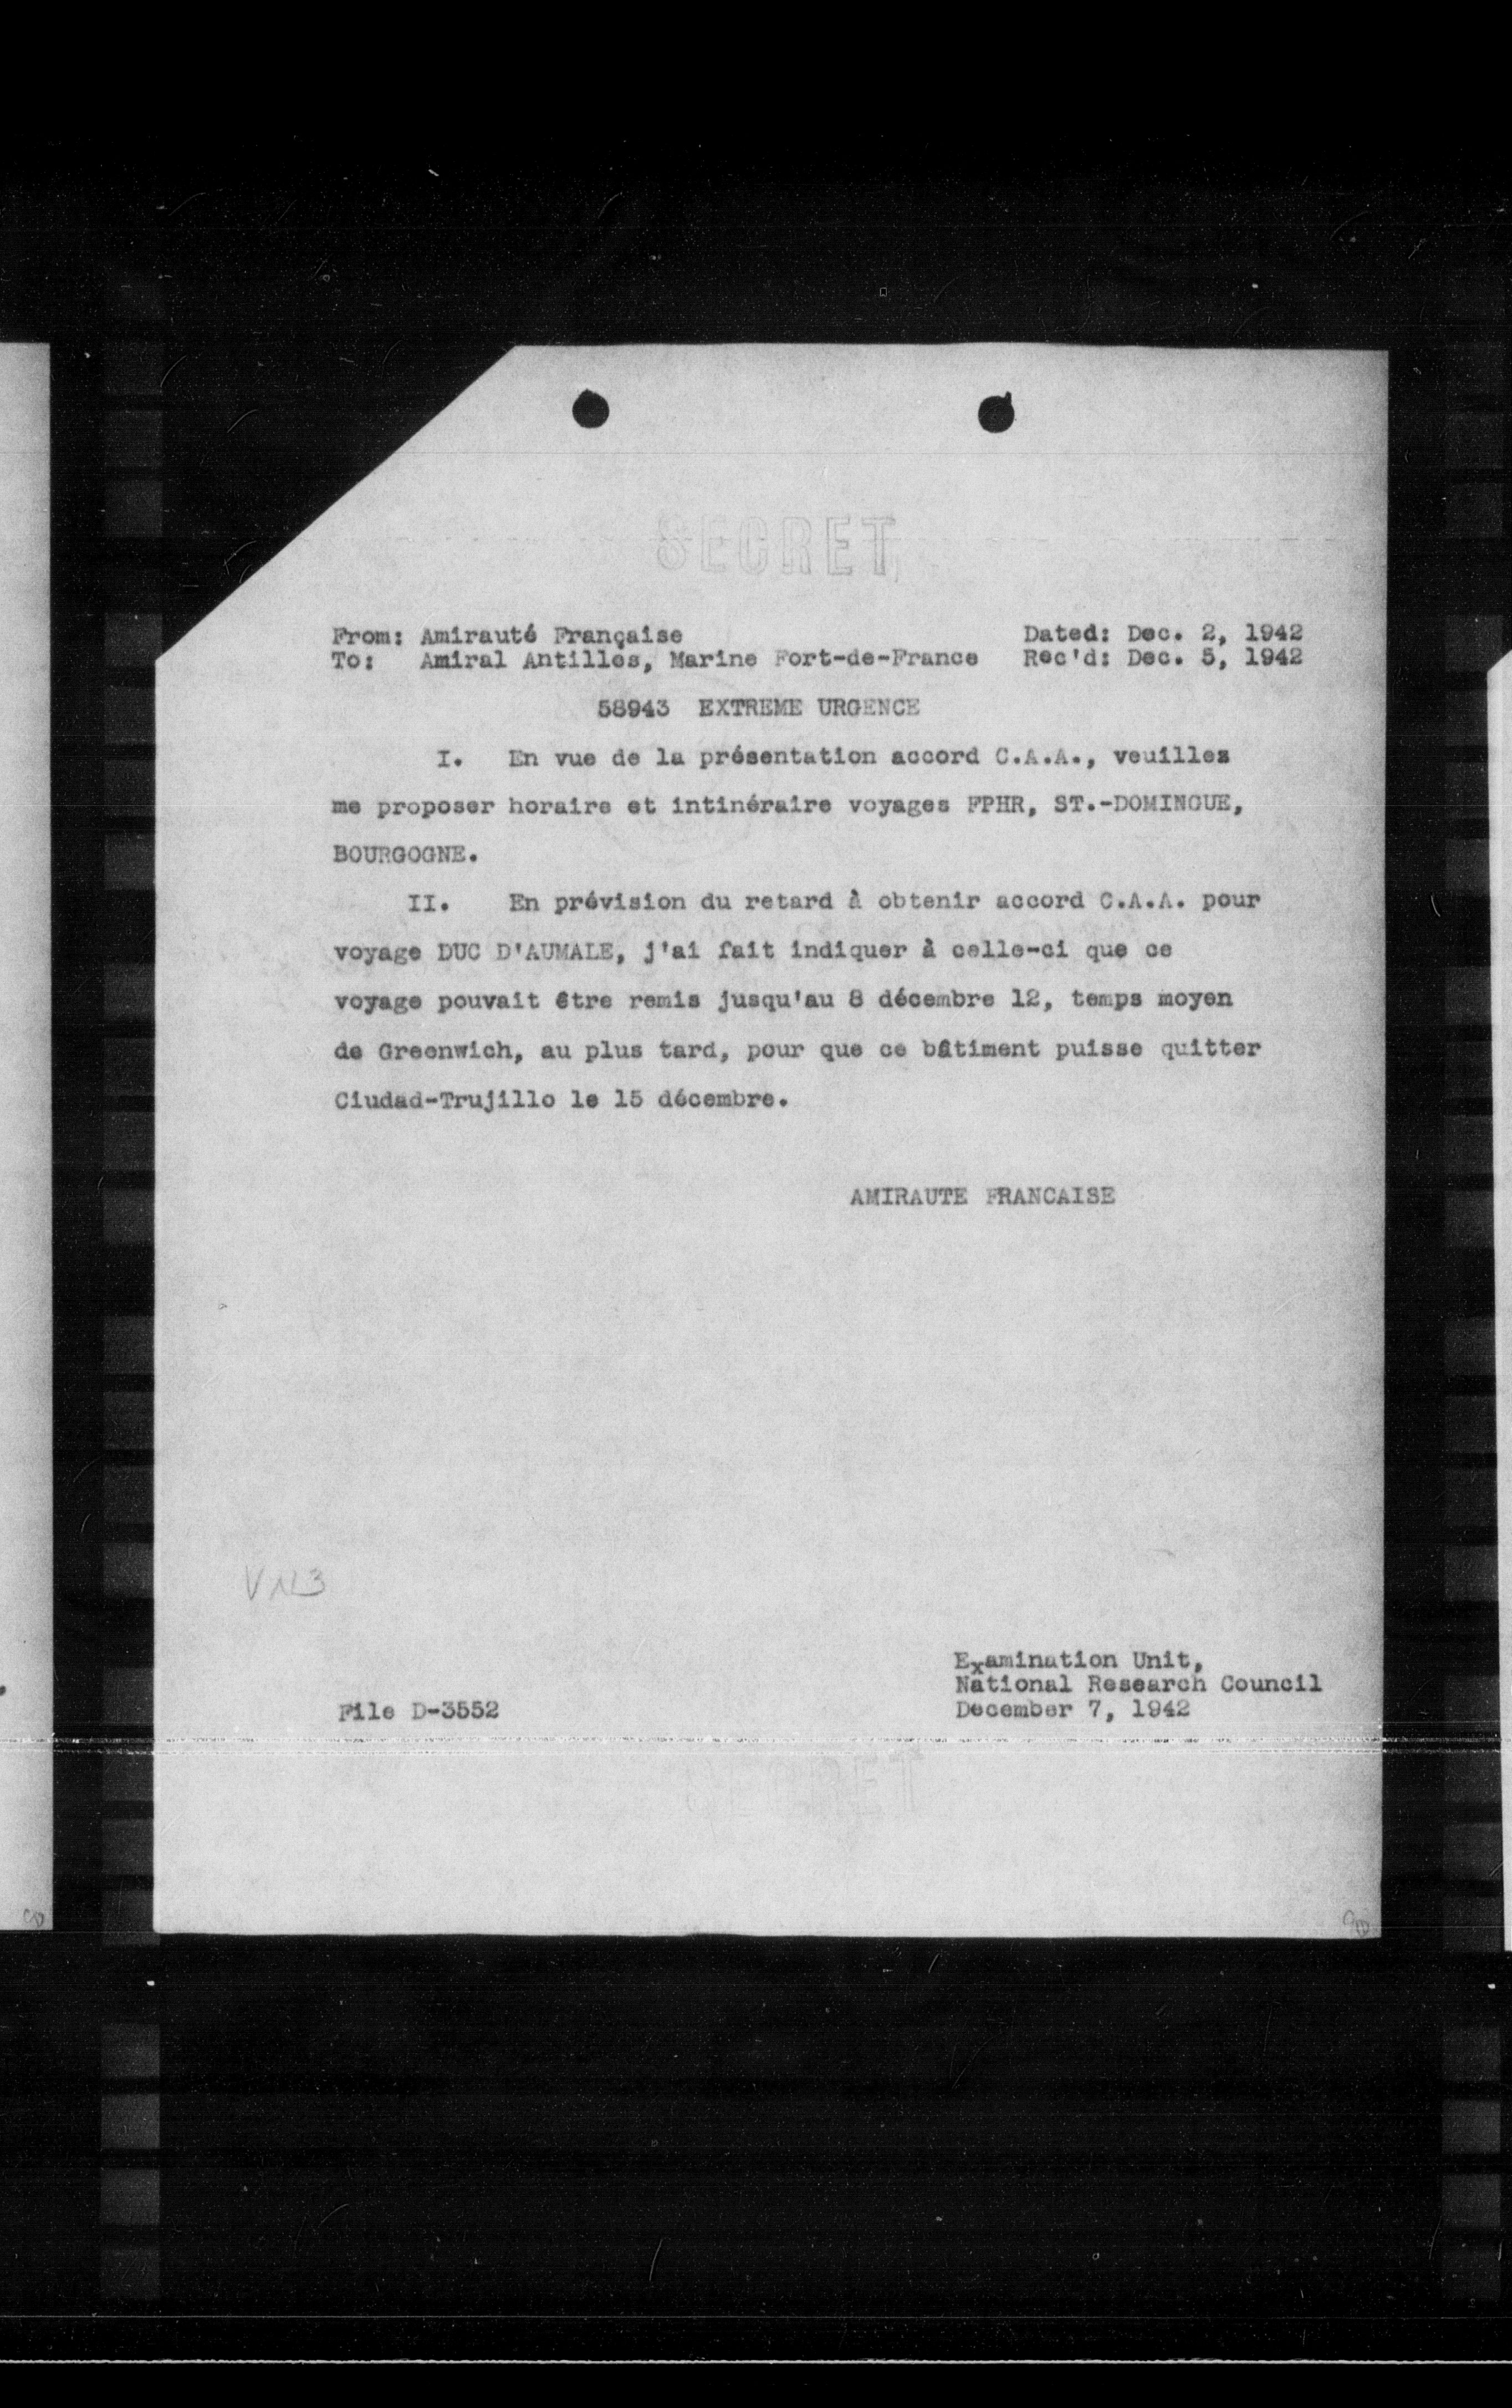 SECRET
From: Amirauté Française Dated: Dec. 2, 1942
To: Amiral Antilles, Marine Fort-de-France Rec'd: Dec. 5, 1942
58943 EXTREME URGENCE
I. En vue de la présentation accord C.A.A., veuillez
me proposer horaire et intinéraire voyages FPHR, ST.-DOMINGUE,
BOURGOGNE.
II. En prévision du retard à obtenir accord C.A.A. pour
voyage DUC D'AUMALE, j'ai fait indiquer à celle-ci que ce
voyage pouvait être remis jusqu'au 8 décembre 12, temps moyen
de Greenwich, au plus tard, pour que ce bâtiment puisse quitter
Ciudad-Trujillo le 15 décembre.
AMIRAUTE FRANCAISE
Examination Unit,
National Research Council
File D-3552 December 7, 1942
SECRET